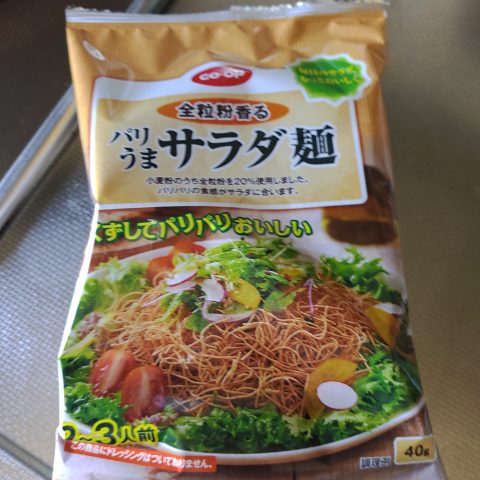 CO-OP
全粒粉香る
パリ
うま
サラダ麺
小麦粉のうち全粒粉を20%使用しました。
パリパリの食感がサラダに合います。
くずしてパリパリおいしい
2～3人前
この商品にドレッシングはついておりません。
調理例
40g